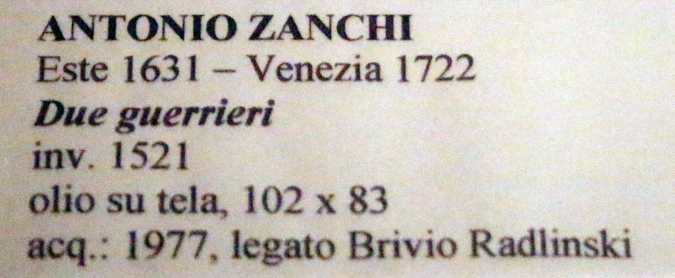 ANTONIO ZANCHI
Este 1631 – Venezia 1722
Due guerrieri
inv. 1521
olio su tela, 102 x 83
acq.: 1977, legato Brivio Radlinski